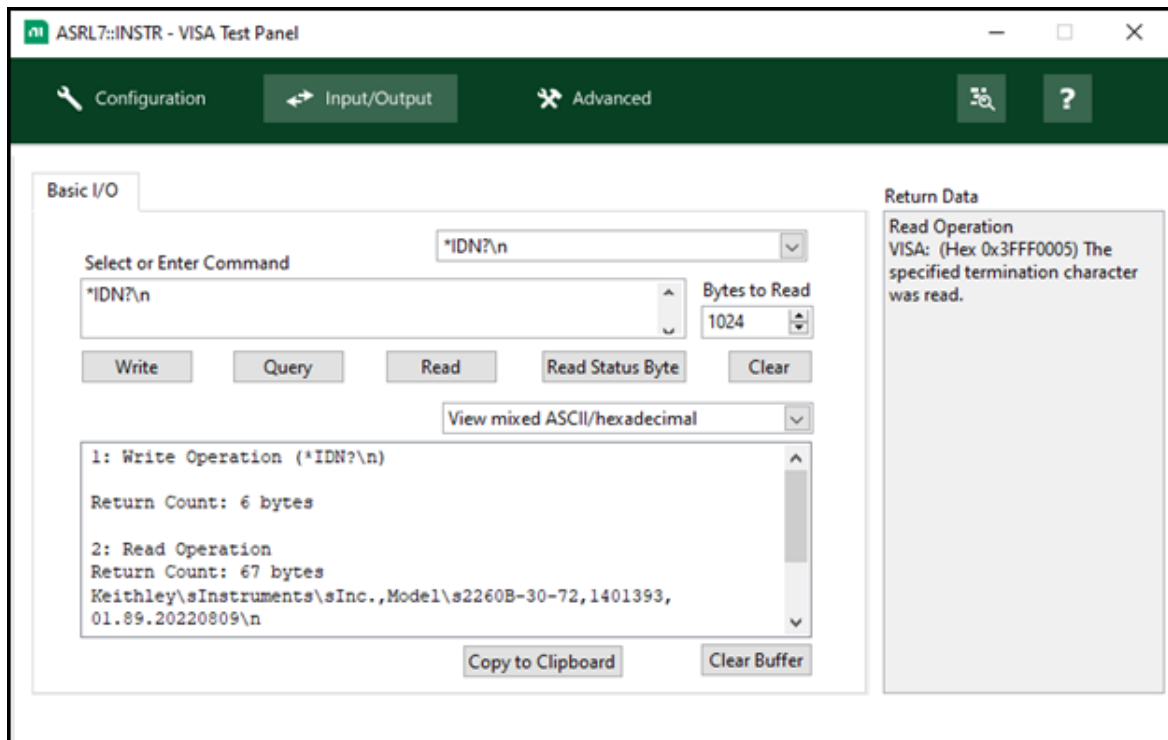 ASRL7::INSTR - VISA Test Panel
Configuration
Input/Output
Advanced
?
Basic I/O
*IDN?\n
Select or Enter Command
*IDN?\n
Bytes to Read
1024
Write
Query
Read
Read Status Byte
Clear
View mixed ASCII/hexadecimal
1: Write Operation (*IDN?\n)
Return Count: 6 bytes
2: Read Operation
Return Count: 67 bytes
Keithley\sInstruments\sInc.,Model\s2260B-30-72,1401393,
01.89.20220809\n
Copy to Clipboard
Clear Buffer
Return Data
Read Operation
VISA:  (Hex 0x3FFF0005) The
specified termination character
was read.